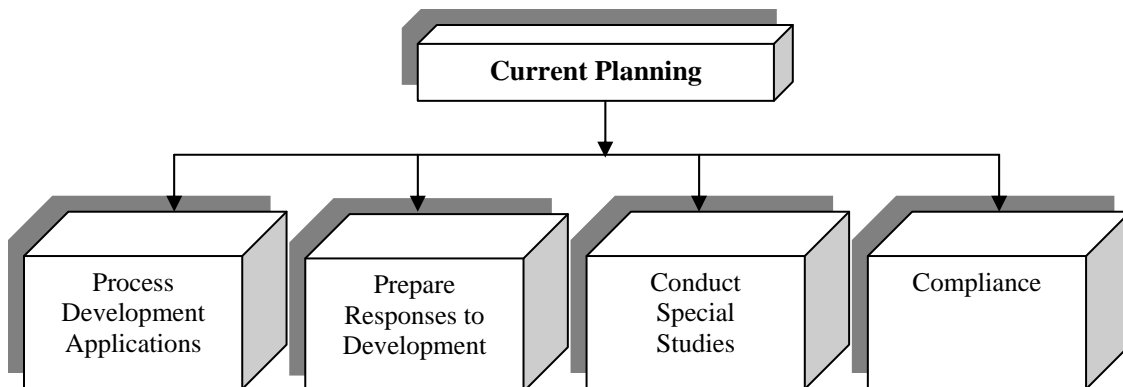 Current Planning
Process
Development
Applications
Prepare
Responses to
Development
Conduct
Special
Studies
Compliance